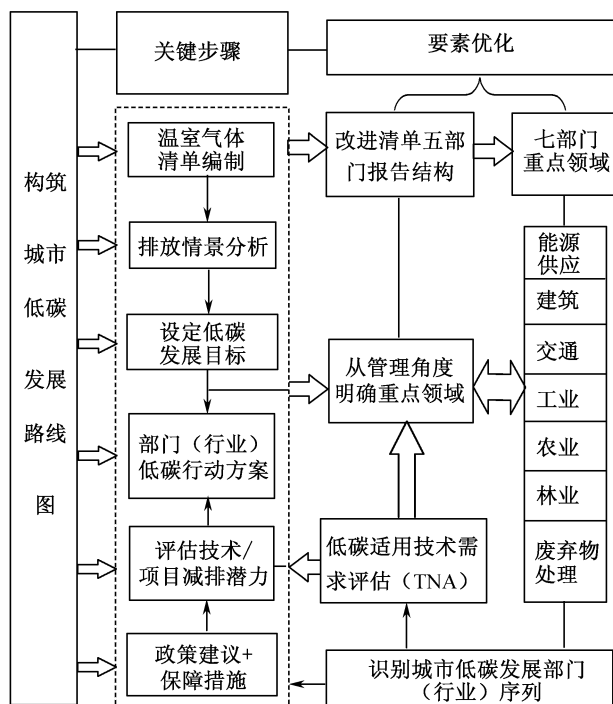 关键步骤
要素优化
构筑
城市
低碳
发展
路线
图
温室气体
清单编制
排放情景分析
设定低碳
发展目标
部门（行业）
低碳行动方案
评估技术/
项目减排潜力
政策建议+
保障措施
改进清单五部
门报告结构
从管理角度
明确重点领域
低碳适用技术需
求评估（TNA）
七部门
重点领域
能源
供应
建筑
交通
工业
农业
林业
废弃物
处理
识别城市低碳发展部门
（行业）序列